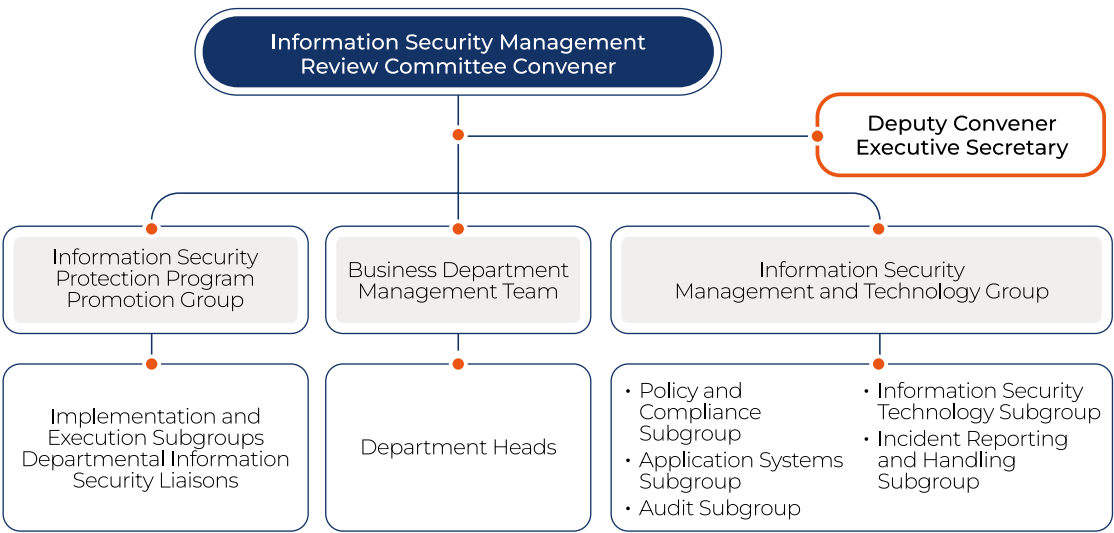 Information Security Management
Review Committee Convener
Deputy Convener
Executive Secretary
Information Security
Protection Program
Promotion Group
Business Department
Management Team
Information Security
Management and Technology Group
Implementation and
Execution Subgroups
Departmental Information
Security Liaisons
Department Heads
· Policy and
Compliance
Subgroup
· Application Systems
Subgroup
· Audit Subgroup
· Information Security
Technology Subgroup
· Incident Reporting
and Handling
Subgroup